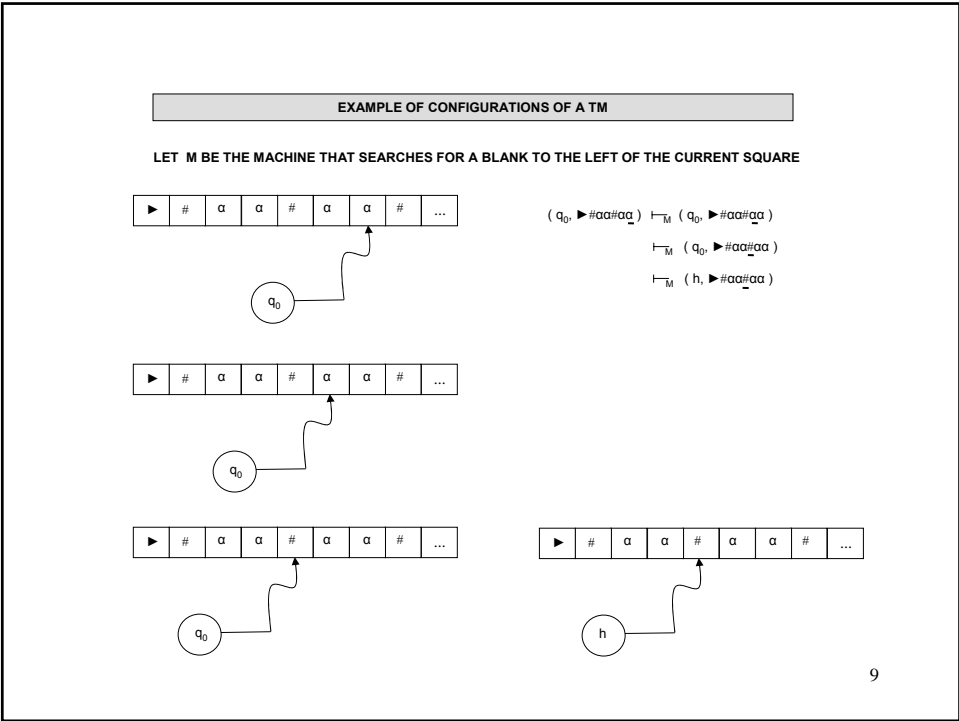 EXAMPLE OF CONFIGURATIONS OF A TM
LET M BE THE MACHINE THAT SEARCHES FOR A BLANK TO THE LEFT OF THE CURRENT SQUARE
► # α α # α α # ...
q₀
( q₀, ►#αα#αα̲ ) ⊢M ( q₀, ►#αα#α̲α )
⊢M ( q₀, ►#αα#̲αα )
⊢M ( h, ►#αα#̲αα )
► # α α # α α # ...
q₀
► # α α # α α # ...
q₀
► # α α # α α # ...
h
9